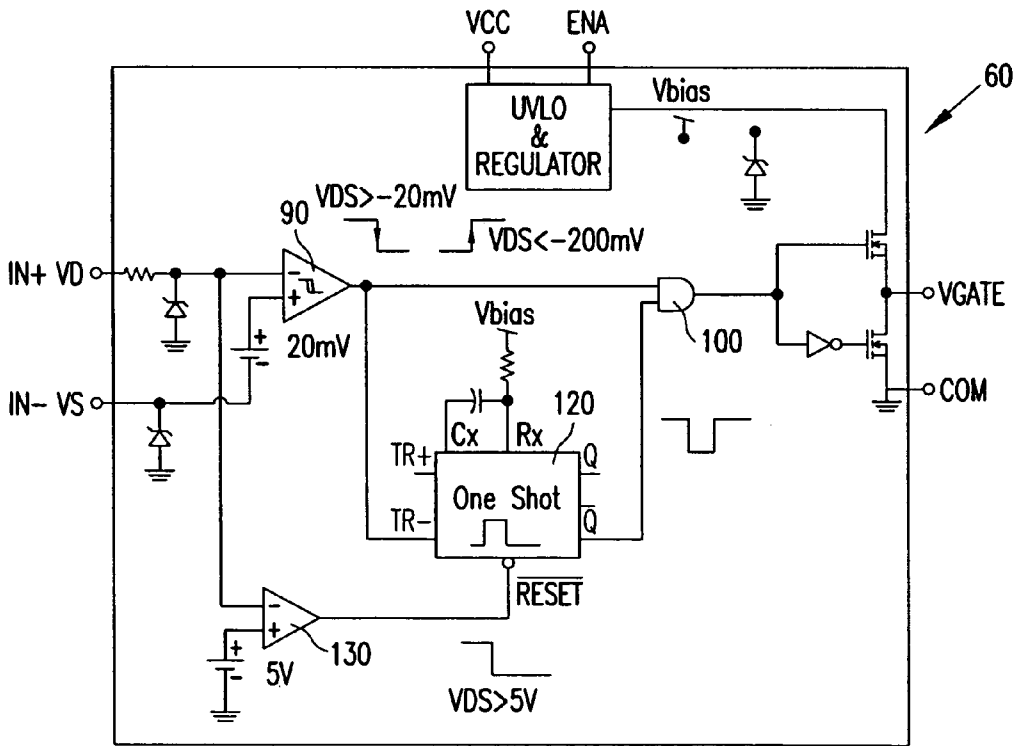 VCC ENA
60
UVLO
&
REGULATOR
Vbias
VDS>-20mV
90
VDS<-200mV
IN+ VD
-
+
+
-
20mV
Vbias
100
VGATE
IN- VS
COM
Cx Rx
120
TR+
Q
One Shot
TR-
Q̅
R̅E̅S̅E̅T̅
-
+
130
+
-
5V
VDS>5V